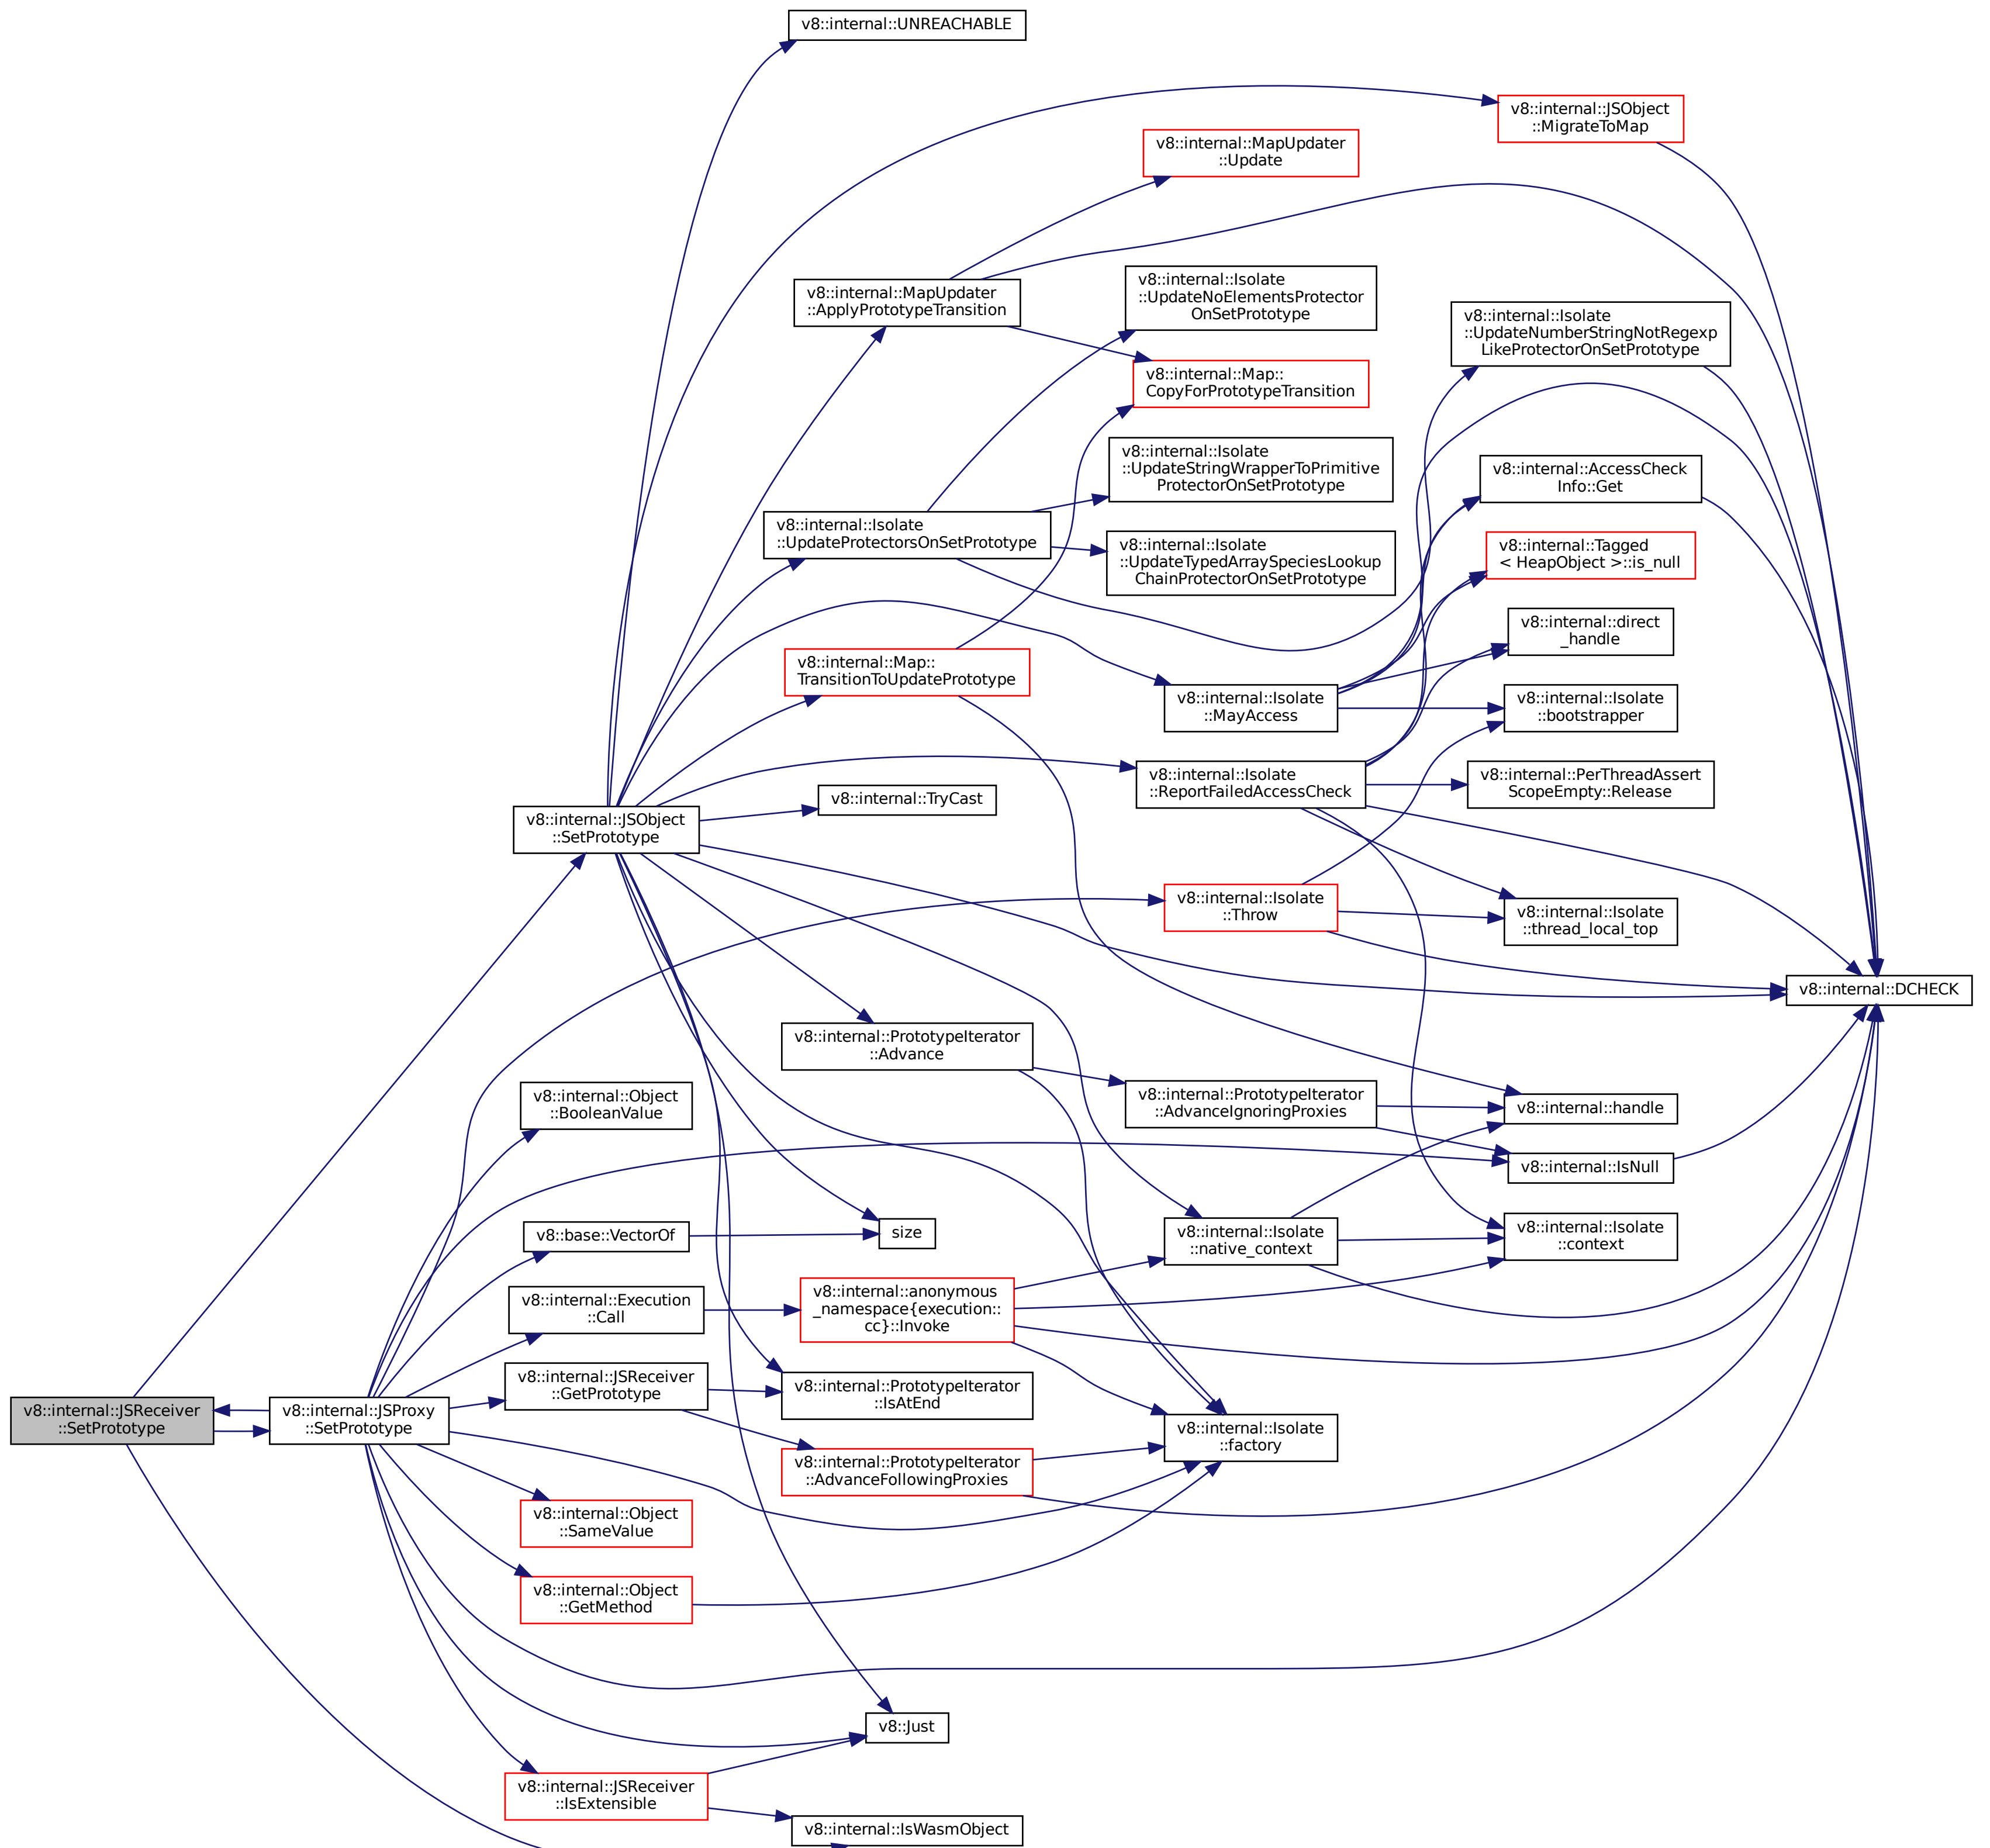 v8::internal::UNREACHABLE
v8::internal::JSObject
::MigrateToMap
v8::internal::MapUpdater
::Update
v8::internal::MapUpdater
::ApplyPrototypeTransition
v8::internal::Isolate
::UpdateNoElementsProtector
OnSetPrototype
v8::internal::Isolate
::UpdateNumberStringNotRegexp
LikeProtectorOnSetPrototype
v8::internal::Map::
CopyForPrototypeTransition
v8::internal::Isolate
::UpdateStringWrapperToPrimitive
ProtectorOnSetPrototype
v8::internal::AccessCheck
Info::Get
v8::internal::Isolate
::UpdateProtectorsOnSetPrototype
v8::internal::Isolate
::UpdateTypedArraySpeciesLookup
ChainProtectorOnSetPrototype
v8::internal::Tagged
< HeapObject >::is_null
v8::internal::direct
_handle
v8::internal::Map::
TransitionToUpdatePrototype
v8::internal::Isolate
::MayAccess
v8::internal::Isolate
::bootstrapper
v8::internal::Isolate
::ReportFailedAccessCheck
v8::internal::PerThreadAssert
ScopeEmpty::Release
v8::internal::TryCast
v8::internal::JSObject
::SetPrototype
v8::internal::Isolate
::Throw
v8::internal::Isolate
::thread_local_top
v8::internal::DCHECK
v8::internal::PrototypeIterator
::Advance
v8::internal::Object
::BooleanValue
v8::internal::PrototypeIterator
::AdvanceIgnoringProxies
v8::internal::handle
v8::internal::IsNull
v8::base::VectorOf
size
v8::internal::Isolate
::native_context
v8::internal::Isolate
::context
v8::internal::Execution
::Call
v8::internal::anonymous
_namespace{execution::
cc}::Invoke
v8::internal::JSReceiver
::GetPrototype
v8::internal::PrototypeIterator
::IsAtEnd
v8::internal::JSReceiver
::SetPrototype
v8::internal::JSProxy
::SetPrototype
v8::internal::Isolate
::factory
v8::internal::PrototypeIterator
::AdvanceFollowingProxies
v8::internal::Object
::SameValue
v8::internal::Object
::GetMethod
v8::Just
v8::internal::JSReceiver
::IsExtensible
v8::internal::IsWasmObject